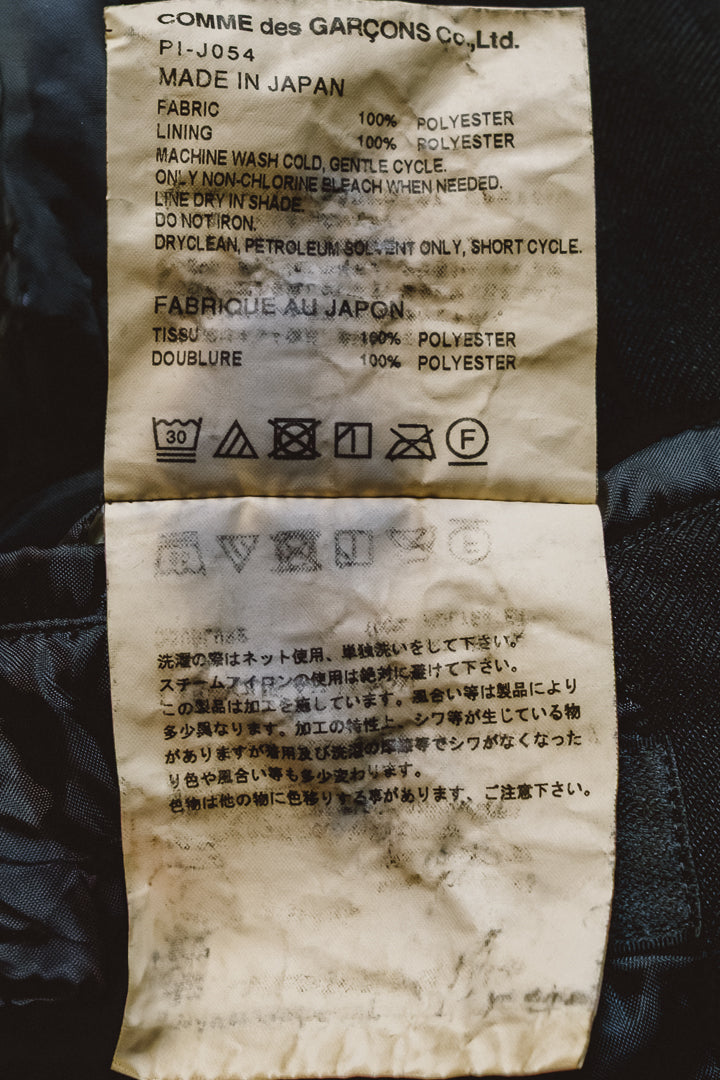 COMME des GARÇONS Co.,Ltd.
PI-J054
MADE IN JAPAN
FABRIC 100% POLYESTER
LINING 100% POLYESTER
MACHINE WASH COLD, GENTLE CYCLE.
ONLY NON-CHLORINE BLEACH WHEN NEEDED.
LINE DRY IN SHADE
DO NOT IRON.
DRYCLEAN, PETROLEUM SOLVENT ONLY, SHORT CYCLE.
FABRIQUE AU JAPON
TISSU 100% POLYESTER
DOUBLURE 100% POLYESTER
30 F
洗濯の際はネット使用、単独洗いをして下さい。
スチームアイロンの使用は絶対に避けて下さい。
この製品は加工を施しています。風合い等は製品により
多少異なります。加工の特性上、シワ等が生じている物
がありますが着用及び洗濯の摩擦等でシワがなくなった
り色や風合い等も多少変わります。
色物は他の物に色移りする事があります、ご注意下さい。